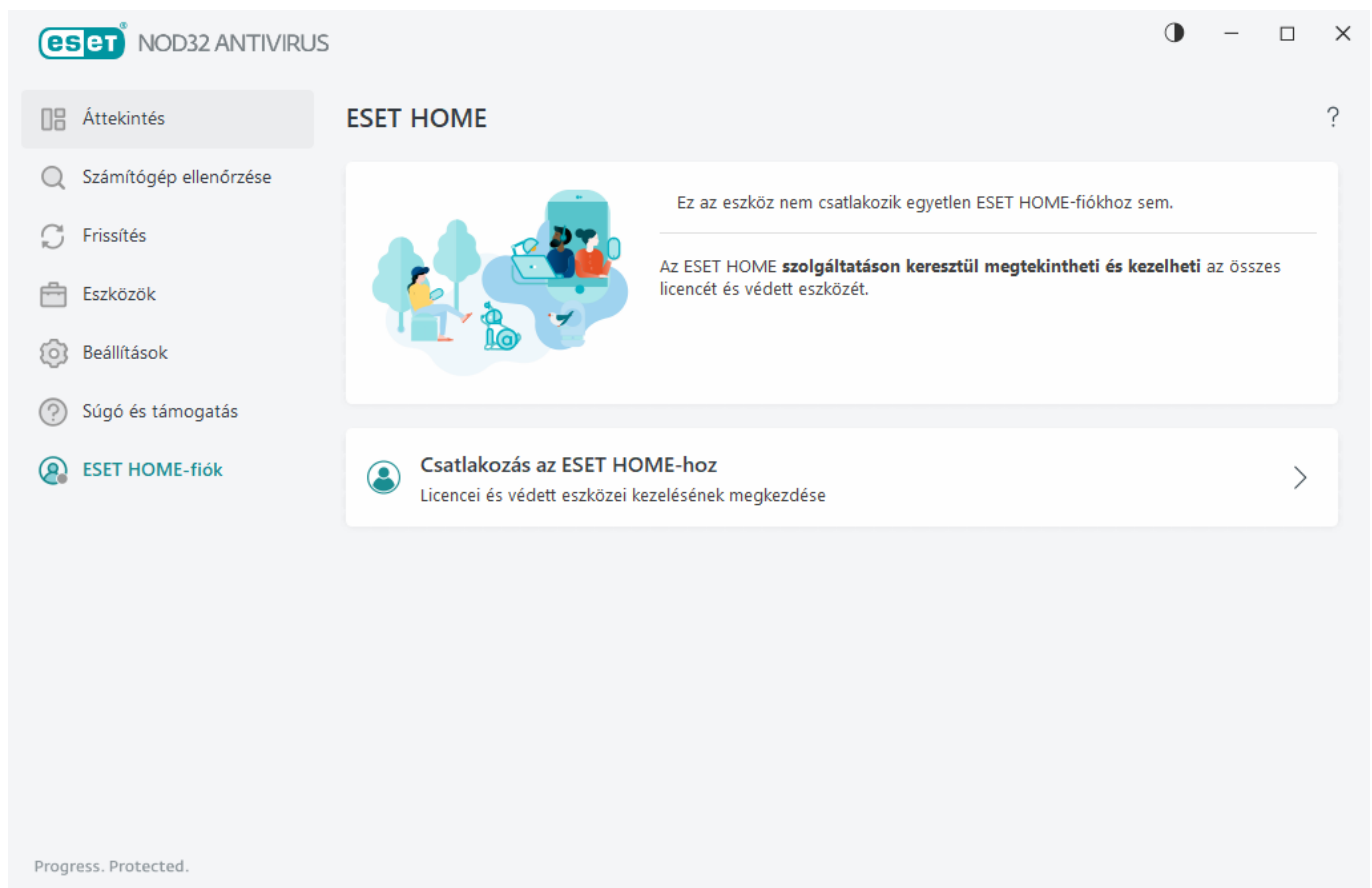 eset® NOD32 ANTIVIRUS
Áttekintés
Számítógép ellenőrzése
Frissítés
Eszközök
Beállítások
Súgó és támogatás
ESET HOME-fiók
ESET HOME
?
Ez az eszköz nem csatlakozik egyetlen ESET HOME-fiókhoz sem.
Az ESET HOME szolgáltatáson keresztül megtekintheti és kezelheti az összes
licencét és védett eszközét.
Csatlakozás az ESET HOME-hoz
Licencei és védett eszközei kezelésének megkezdése
Progress. Protected.